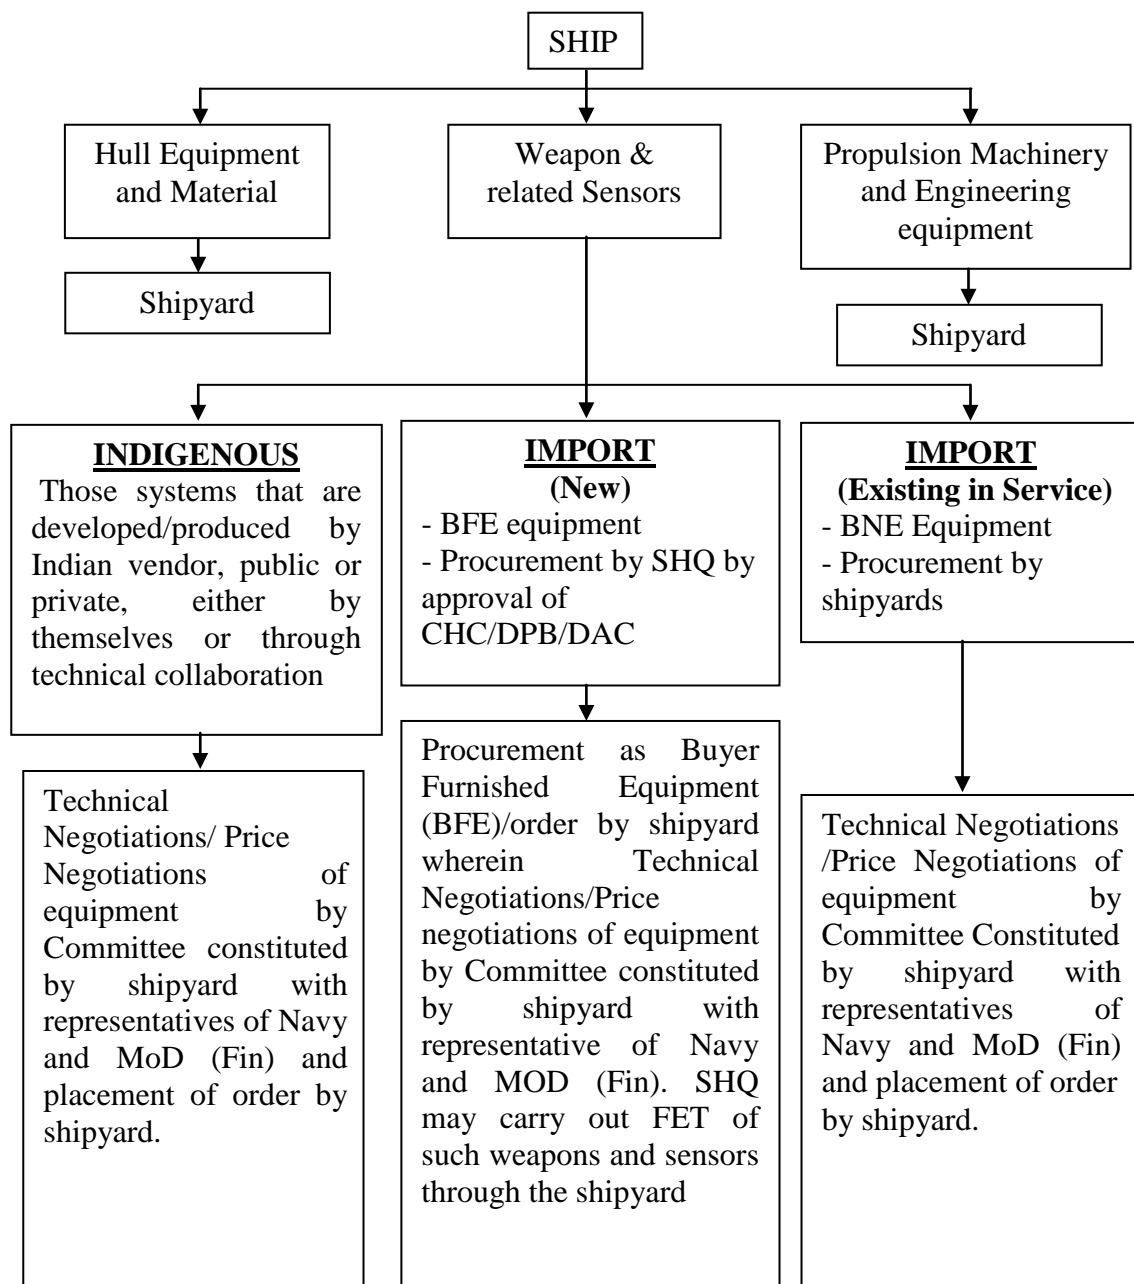 SHIP
Hull Equipment
and Material
Weapon &
related Sensors
Propulsion Machinery
and Engineering
equipment
Shipyard
Shipyard
INDIGENOUS
Those systems that are
developed/produced by
Indian vendor, public or
private, either by
themselves or through
technical collaboration
IMPORT
(New)
- BFE equipment
- Procurement by SHQ by
approval of
CHC/DPB/DAC
IMPORT
(Existing in Service)
- BNE Equipment
- Procurement by
shipyards
Technical
Negotiations/ Price
Negotiations of
equipment by
Committee constituted
by shipyard with
representatives of Navy
and MoD (Fin) and
placement of order by
shipyard.
Procurement as Buyer
Furnished Equipment
(BFE)/order by shipyard
wherein Technical
Negotiations/Price
negotiations of equipment
by Committee constituted
by shipyard with
representative of Navy
and MOD (Fin). SHQ
may carry out FET of
such weapons and sensors
through the shipyard
Technical Negotiations
/Price Negotiations of
equipment by
Committee Constituted
by shipyard with
representatives of
Navy and MoD (Fin)
and placement of order
by shipyard.